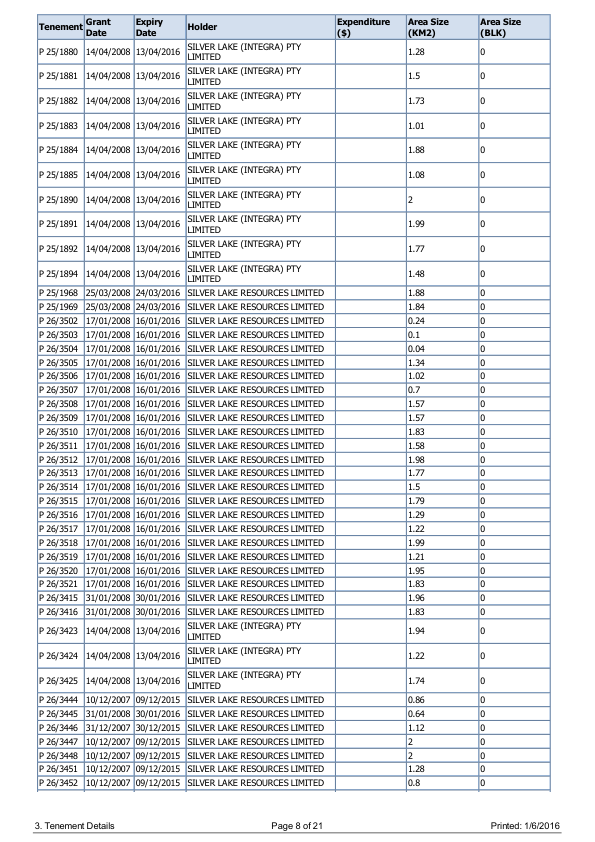 Tenement Grant Date Expiry Date Holder Expenditure ($) Area Size (KM2) Area Size (BLK)
P 25/1880 14/04/2008 13/04/2016 SILVER LAKE (INTEGRA) PTY LIMITED 1.28 0
P 25/1881 14/04/2008 13/04/2016 SILVER LAKE (INTEGRA) PTY LIMITED 1.5 0
P 25/1882 14/04/2008 13/04/2016 SILVER LAKE (INTEGRA) PTY LIMITED 1.73 0
P 25/1883 14/04/2008 13/04/2016 SILVER LAKE (INTEGRA) PTY LIMITED 1.01 0
P 25/1884 14/04/2008 13/04/2016 SILVER LAKE (INTEGRA) PTY LIMITED 1.88 0
P 25/1885 14/04/2008 13/04/2016 SILVER LAKE (INTEGRA) PTY LIMITED 1.08 0
P 25/1890 14/04/2008 13/04/2016 SILVER LAKE (INTEGRA) PTY LIMITED 2 0
P 25/1891 14/04/2008 13/04/2016 SILVER LAKE (INTEGRA) PTY LIMITED 1.99 0
P 25/1892 14/04/2008 13/04/2016 SILVER LAKE (INTEGRA) PTY LIMITED 1.77 0
P 25/1894 14/04/2008 13/04/2016 SILVER LAKE (INTEGRA) PTY LIMITED 1.48 0
P 25/1968 25/03/2008 24/03/2016 SILVER LAKE RESOURCES LIMITED 1.88 0
P 25/1969 25/03/2008 24/03/2016 SILVER LAKE RESOURCES LIMITED 1.84 0
P 26/3502 17/01/2008 16/01/2016 SILVER LAKE RESOURCES LIMITED 0.24 0
P 26/3503 17/01/2008 16/01/2016 SILVER LAKE RESOURCES LIMITED 0.1 0
P 26/3504 17/01/2008 16/01/2016 SILVER LAKE RESOURCES LIMITED 0.04 0
P 26/3505 17/01/2008 16/01/2016 SILVER LAKE RESOURCES LIMITED 1.34 0
P 26/3506 17/01/2008 16/01/2016 SILVER LAKE RESOURCES LIMITED 1.02 0
P 26/3507 17/01/2008 16/01/2016 SILVER LAKE RESOURCES LIMITED 0.7 0
P 26/3508 17/01/2008 16/01/2016 SILVER LAKE RESOURCES LIMITED 1.57 0
P 26/3509 17/01/2008 16/01/2016 SILVER LAKE RESOURCES LIMITED 1.57 0
P 26/3510 17/01/2008 16/01/2016 SILVER LAKE RESOURCES LIMITED 1.83 0
P 26/3511 17/01/2008 16/01/2016 SILVER LAKE RESOURCES LIMITED 1.58 0
P 26/3512 17/01/2008 16/01/2016 SILVER LAKE RESOURCES LIMITED 1.98 0
P 26/3513 17/01/2008 16/01/2016 SILVER LAKE RESOURCES LIMITED 1.77 0
P 26/3514 17/01/2008 16/01/2016 SILVER LAKE RESOURCES LIMITED 1.5 0
P 26/3515 17/01/2008 16/01/2016 SILVER LAKE RESOURCES LIMITED 1.79 0
P 26/3516 17/01/2008 16/01/2016 SILVER LAKE RESOURCES LIMITED 1.29 0
P 26/3517 17/01/2008 16/01/2016 SILVER LAKE RESOURCES LIMITED 1.22 0
P 26/3518 17/01/2008 16/01/2016 SILVER LAKE RESOURCES LIMITED 1.99 0
P 26/3519 17/01/2008 16/01/2016 SILVER LAKE RESOURCES LIMITED 1.21 0
P 26/3520 17/01/2008 16/01/2016 SILVER LAKE RESOURCES LIMITED 1.95 0
P 26/3521 17/01/2008 16/01/2016 SILVER LAKE RESOURCES LIMITED 1.83 0
P 26/3415 31/01/2008 30/01/2016 SILVER LAKE RESOURCES LIMITED 1.96 0
P 26/3416 31/01/2008 30/01/2016 SILVER LAKE RESOURCES LIMITED 1.83 0
P 26/3423 14/04/2008 13/04/2016 SILVER LAKE (INTEGRA) PTY LIMITED 1.94 0
P 26/3424 14/04/2008 13/04/2016 SILVER LAKE (INTEGRA) PTY LIMITED 1.22 0
P 26/3425 14/04/2008 13/04/2016 SILVER LAKE (INTEGRA) PTY LIMITED 1.74 0
P 26/3444 10/12/2007 09/12/2015 SILVER LAKE RESOURCES LIMITED 0.86 0
P 26/3445 31/01/2008 30/01/2016 SILVER LAKE RESOURCES LIMITED 0.64 0
P 26/3446 31/12/2007 30/12/2015 SILVER LAKE RESOURCES LIMITED 1.12 0
P 26/3447 10/12/2007 09/12/2015 SILVER LAKE RESOURCES LIMITED 2 0
P 26/3448 10/12/2007 09/12/2015 SILVER LAKE RESOURCES LIMITED 2 0
P 26/3451 10/12/2007 09/12/2015 SILVER LAKE RESOURCES LIMITED 1.28 0
P 26/3452 10/12/2007 09/12/2015 SILVER LAKE RESOURCES LIMITED 0.8 0
3. Tenement Details Page 8 of 21 Printed: 1/6/2016